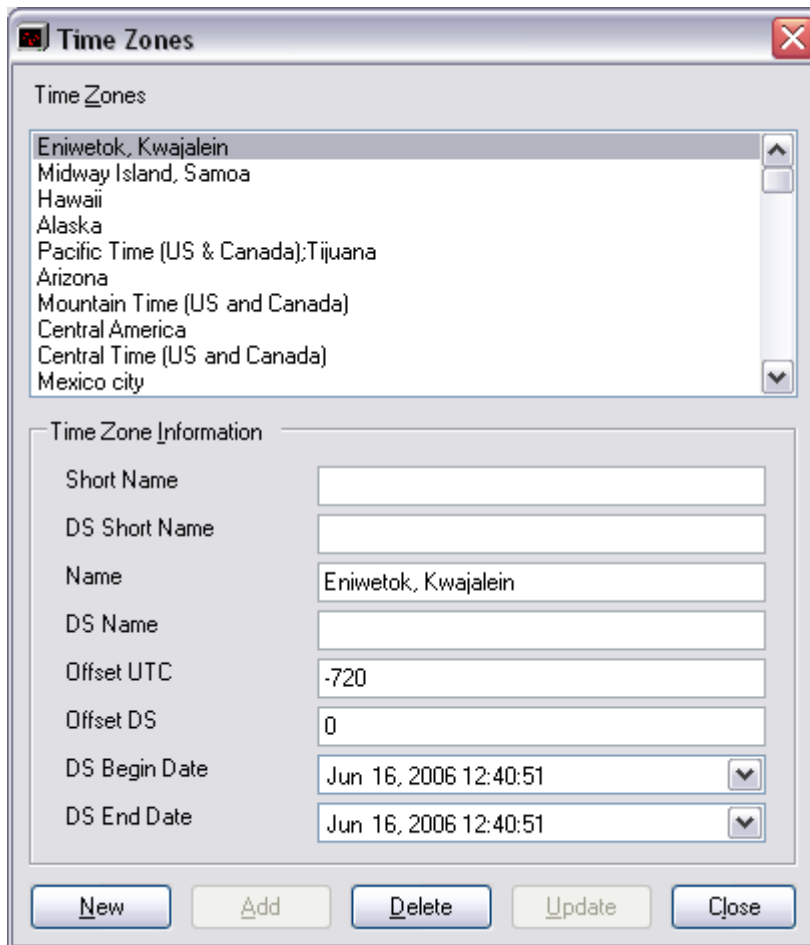 Time Zones
Time Zones
Eniwetok, Kwajalein
Midway Island, Samoa
Hawaii
Alaska
Pacific Time (US & Canada);Tijuana
Arizona
Mountain Time (US and Canada)
Central America
Central Time (US and Canada)
Mexico city
Time Zone Information
Short Name
DS Short Name
Name Eniwetok, Kwajalein
DS Name
Offset UTC -720
Offset DS 0
DS Begin Date Jun 16, 2006 12:40:51
DS End Date Jun 16, 2006 12:40:51
New Add Delete Update Close